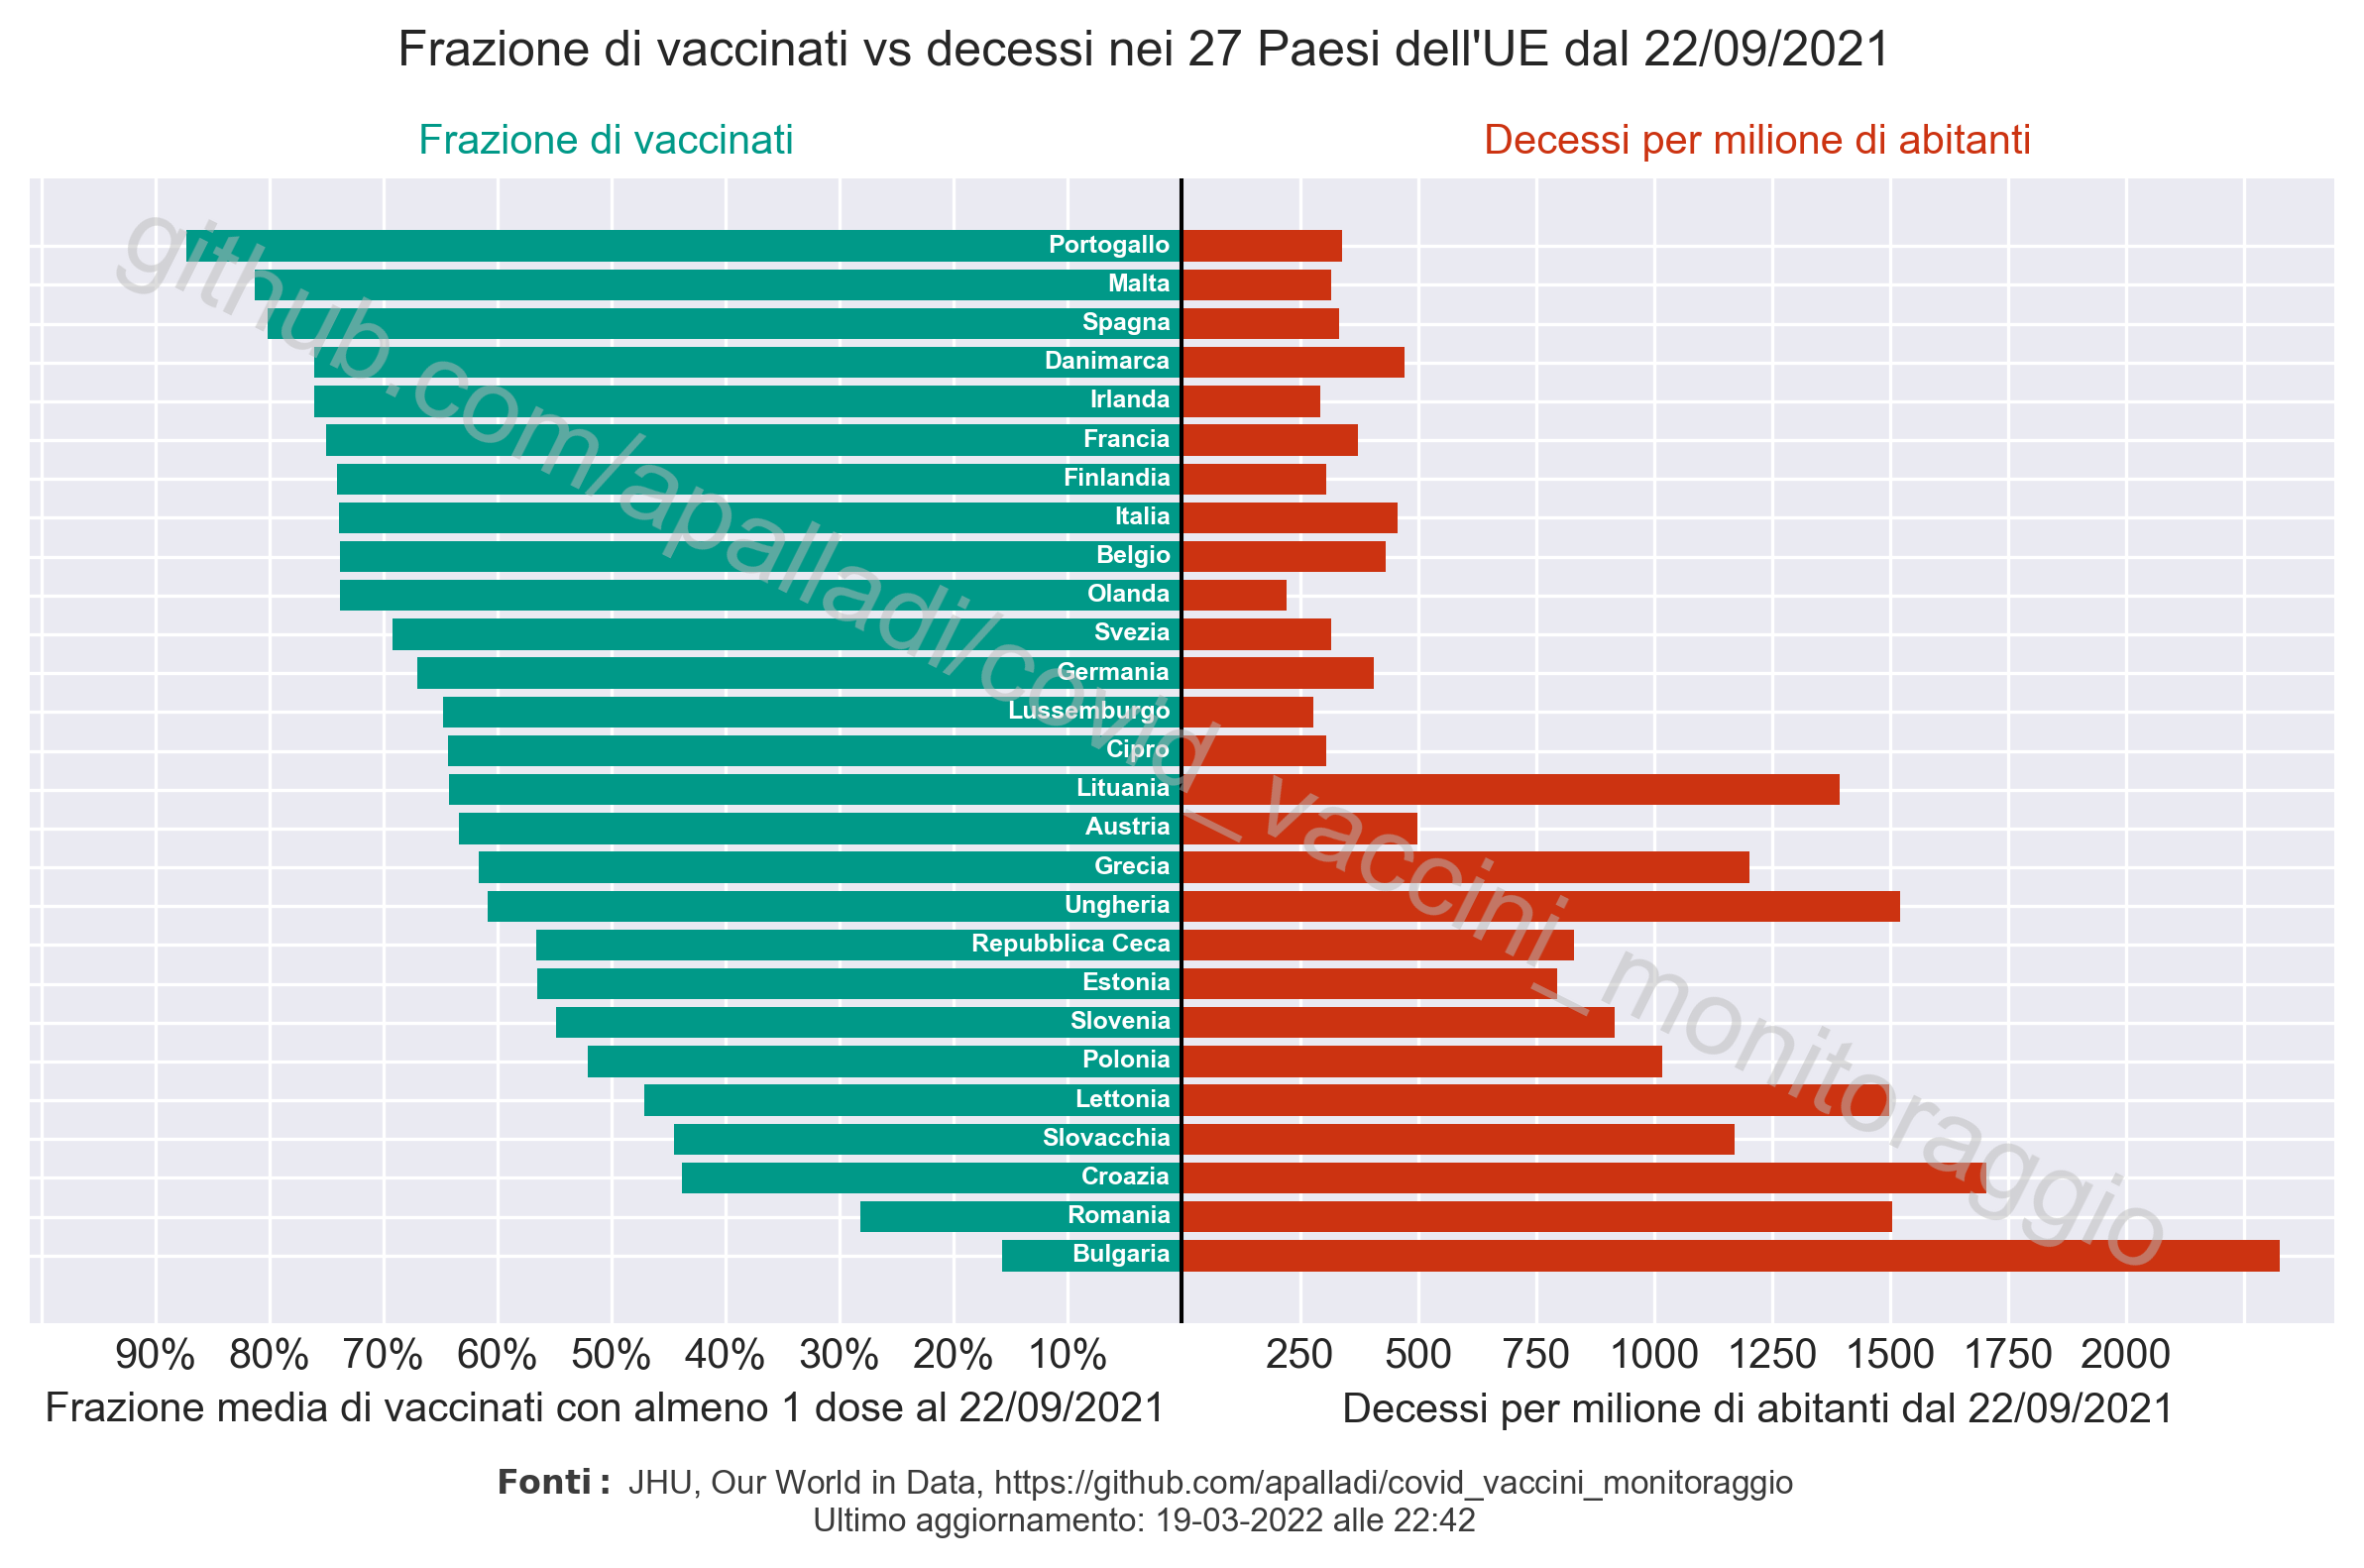 Frazione di vaccinati vs decessi nei 27 Paesi dell'UE dal 22/09/2021
Frazione di vaccinati
Decessi per milione di abitanti
Portogallo
Malta
Spagna
Danimarca
Irlanda
Francia
Finlandia
Italia
Belgio
Olanda
Svezia
Germania
Lussemburgo
Cipro
Lituania
Austria
Grecia
Ungheria
Repubblica Ceca
Estonia
Slovenia
Polonia
Lettonia
Slovacchia
Croazia
Romania
Bulgaria
github.com/apalladi/covid_vaccini_monitoraggio
90% 80% 70% 60% 50% 40% 30% 20% 10%
250 500 750 1000 1250 1500 1750 2000
Frazione media di vaccinati con almeno 1 dose al 22/09/2021
Decessi per milione di abitanti dal 22/09/2021
Fonti: JHU, Our World in Data, https://github.com/apalladi/covid_vaccini_monitoraggio
Ultimo aggiornamento: 19-03-2022 alle 22:42